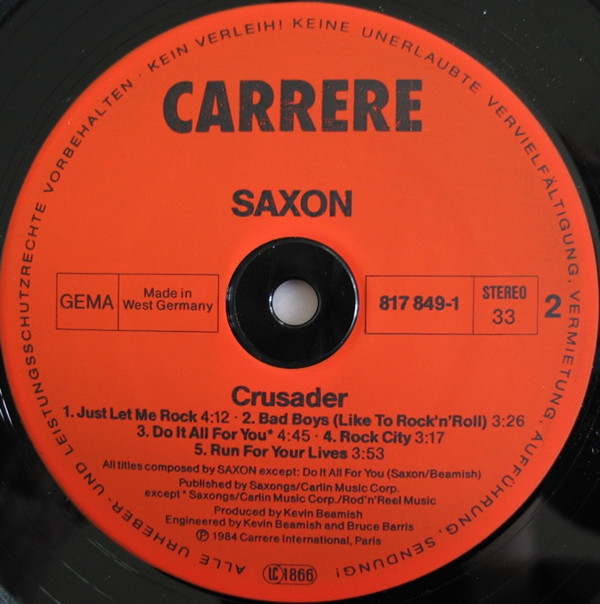 ALLE URHEBER- UND LEISTUNGSSCHUTZRECHTE VORBEHALTEN · KEIN VERLEIH! KEINE UNERLAUBTE VERVIELFÄLTIGUNG, VERMIETUNG, AUFFÜHRUNG, SENDUNG!
CARRERE
SAXON
GEMA
Made in
West Germany
817 849-1
STEREO
33
2
Crusader
1. Just Let Me Rock 4:12 · 2. Bad Boys (Like To Rock'n'Roll) 3:26
3. Do It All For You* 4:45 · 4. Rock City 3:17
5. Run For Your Lives 3:53
All titles composed by SAXON except: Do It All For You (Saxon/Beamish)
Published by Saxongs/Carlin Music Corp.
except * Saxongs/Carlin Music Corp./Rod'n'Reel Music
Produced by Kevin Beamish
Engineered by Kevin Beamish and Bruce Barris
℗ 1984 Carrere International, Paris
LC 1866